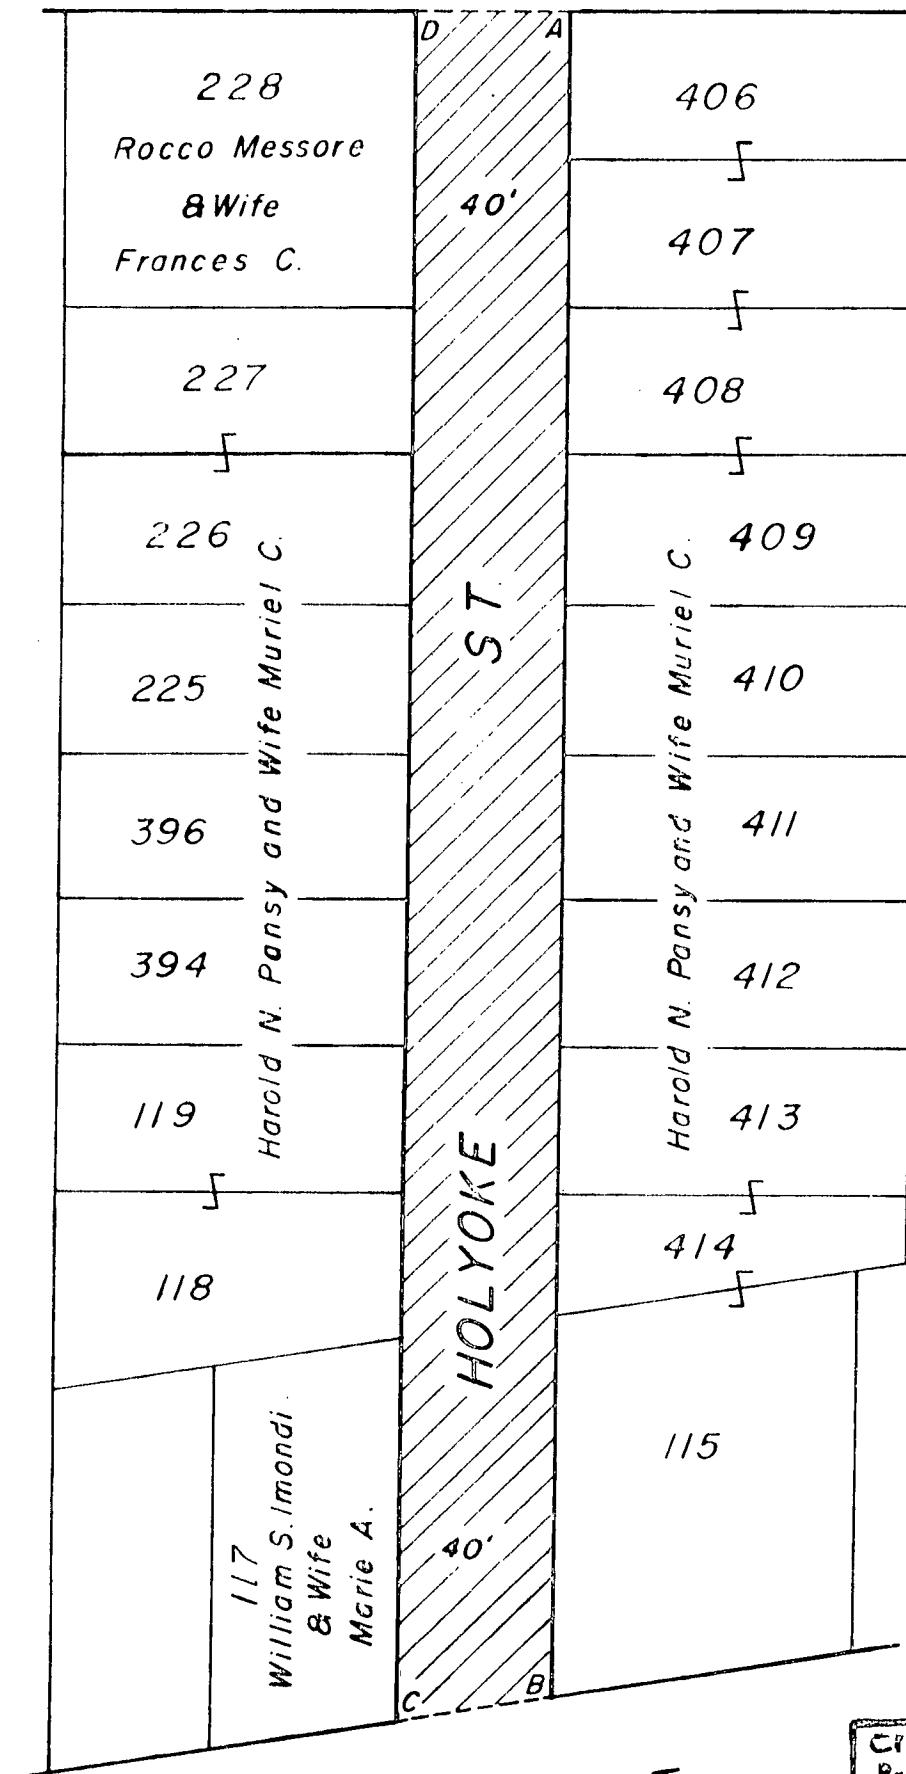 D
A
228
Rocco Messore
& Wife
Frances C.
40'
406
407
227
408
226
409
Harold N. Pansy and Wife Muriel C.
ST
Harold N. Pansy and Wife Muriel C.
225
410
396
411
394
412
119
413
HOLYOKE
118
414
117
William S. Imondi
& Wife
Marie A.
115
40'
C
B